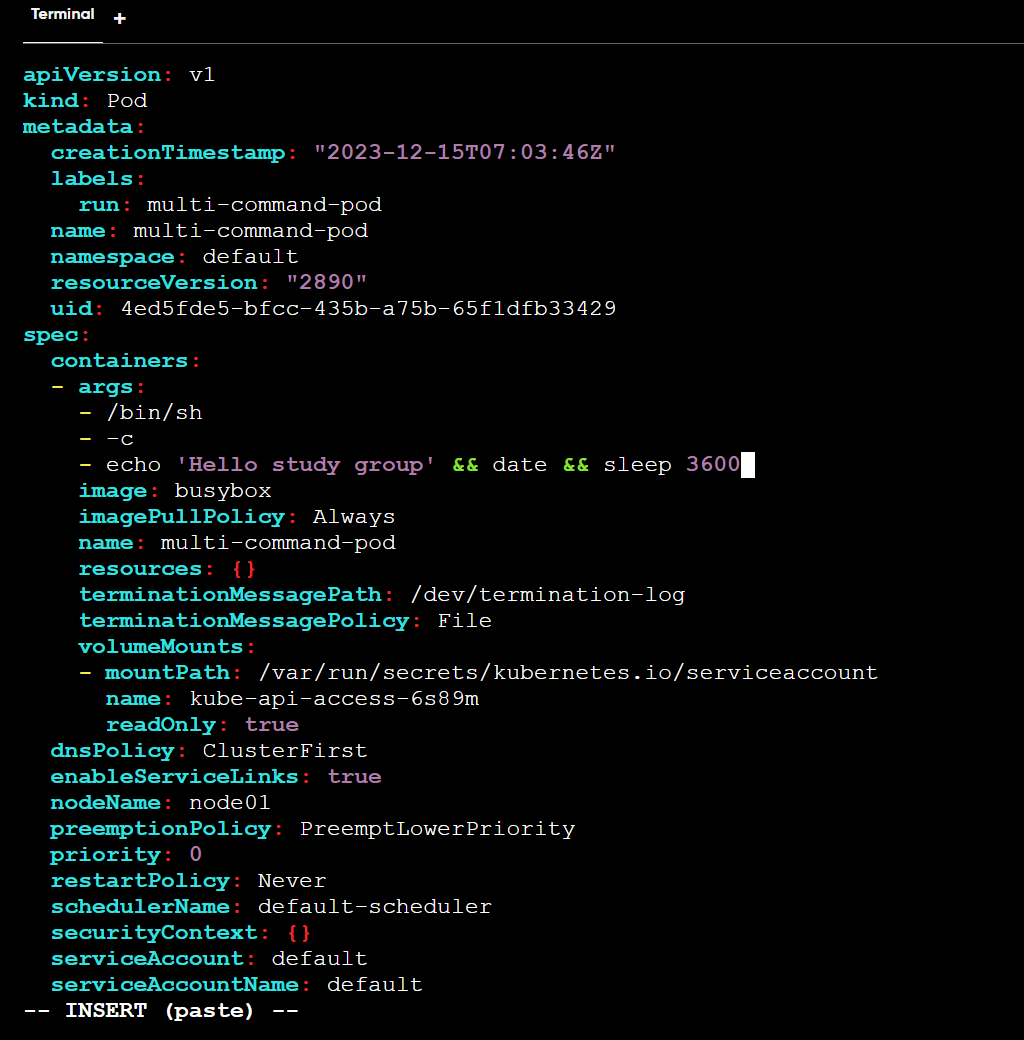 Terminal +
apiVersion: v1
kind: Pod
metadata:
  creationTimestamp: "2023-12-15T07:03:46Z"
  labels:
    run: multi-command-pod
  name: multi-command-pod
  namespace: default
  resourceVersion: "2890"
  uid: 4ed5fde5-bfcc-435b-a75b-65f1dfb33429
spec:
  containers:
  - args:
    - /bin/sh
    - -c
    - echo 'Hello study group' && date && sleep 3600
    image: busybox
    imagePullPolicy: Always
    name: multi-command-pod
    resources: {}
    terminationMessagePath: /dev/termination-log
    terminationMessagePolicy: File
    volumeMounts:
    - mountPath: /var/run/secrets/kubernetes.io/serviceaccount
      name: kube-api-access-6s89m
      readOnly: true
  dnsPolicy: ClusterFirst
  enableServiceLinks: true
  nodeName: node01
  preemptionPolicy: PreemptLowerPriority
  priority: 0
  restartPolicy: Never
  schedulerName: default-scheduler
  securityContext: {}
  serviceAccount: default
  serviceAccountName: default
-- INSERT (paste) --